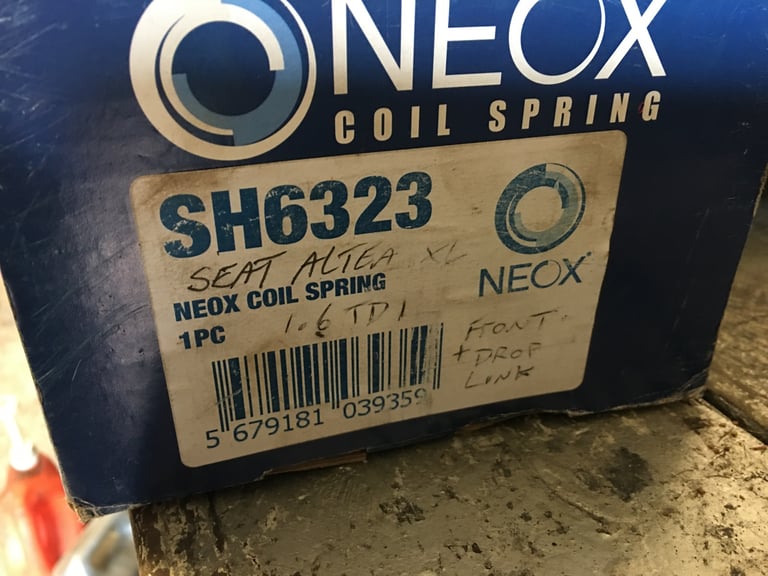 NEOX
COIL SPRING
SH6323
SEAT ALTEA XL
NEOX COIL SPRING
1PC
1.6 TDI
NEOX
FRONT
+ DROP
LINK
5 679181 039359